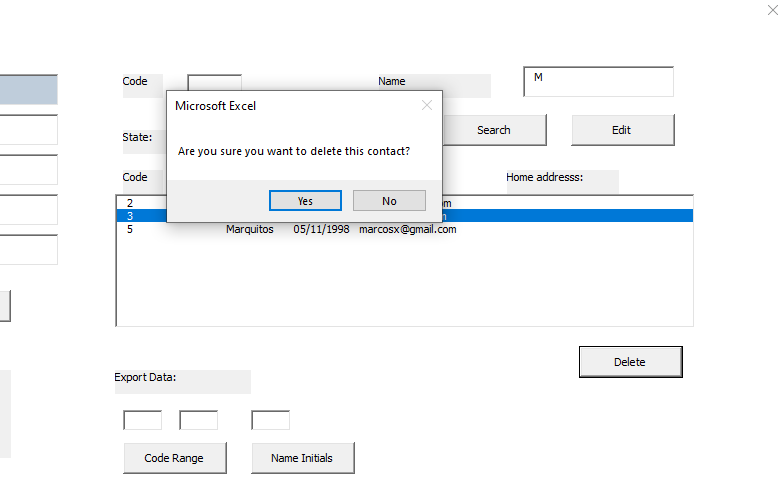 Code
Name
M
Microsoft Excel
State:
Search
Edit
Are you sure you want to delete this contact?
Code
Home addresss:
Yes
No
2
om
3
5 Marquitos 05/11/1998 marcosx@gmail.com
Delete
Export Data:
Code Range
Name Initials